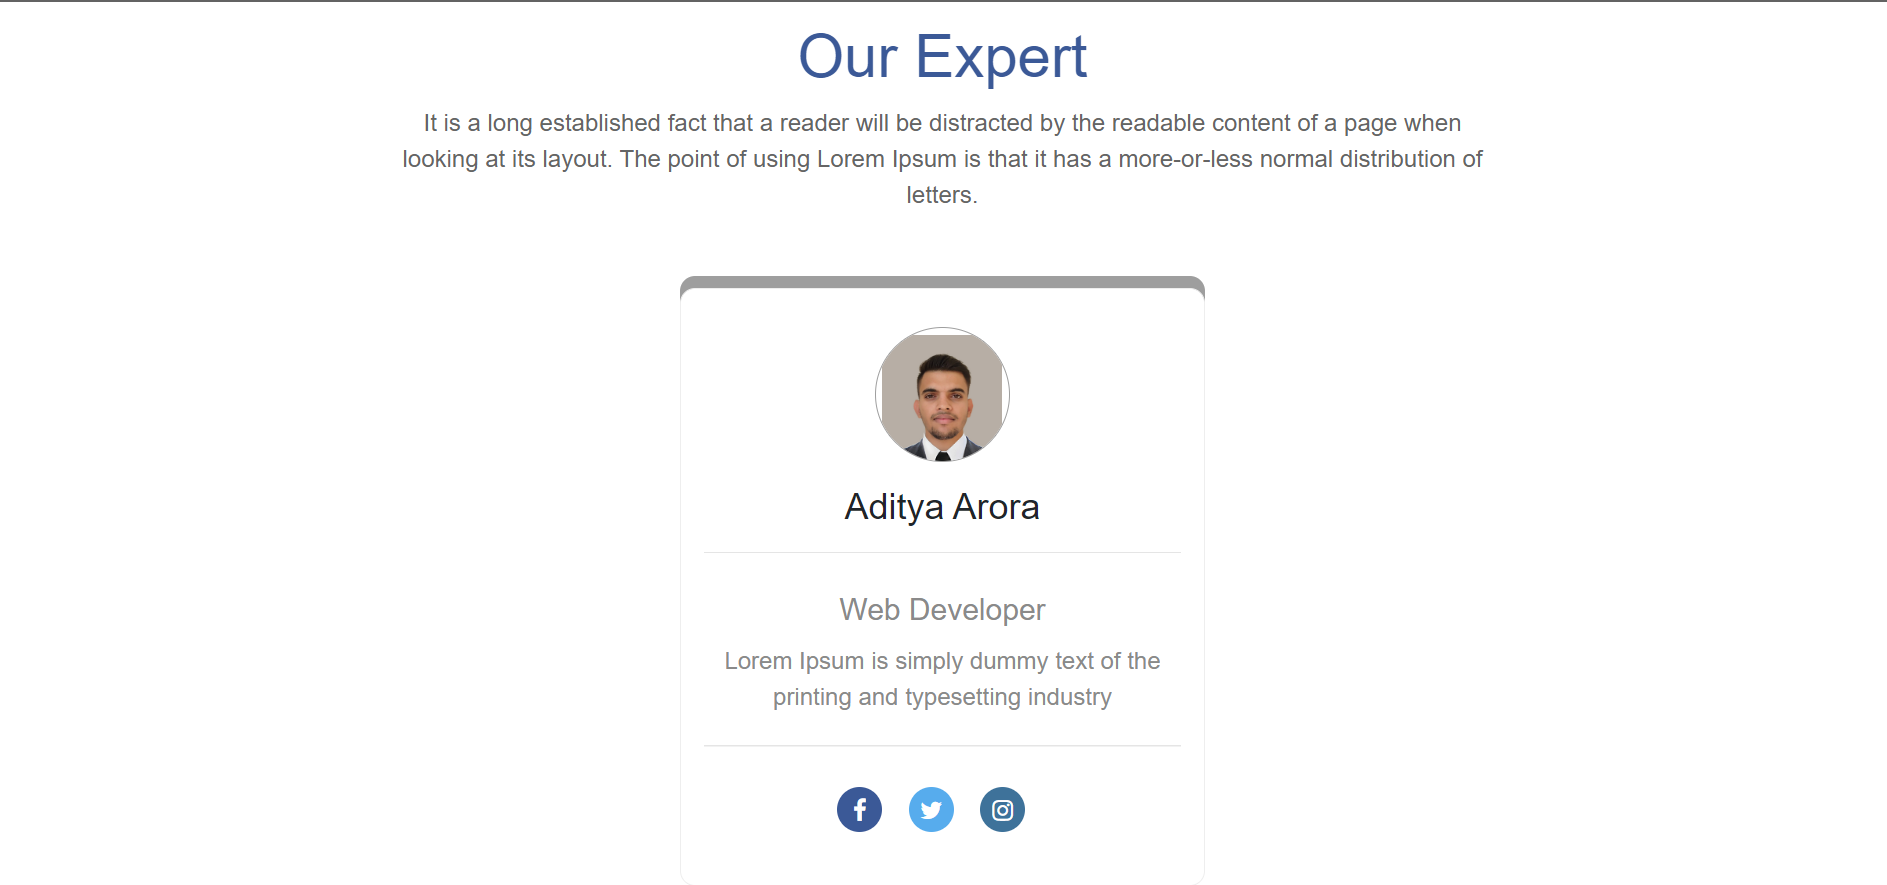 Our Expert
It is a long established fact that a reader will be distracted by the readable content of a page when
looking at its layout. The point of using Lorem Ipsum is that it has a more-or-less normal distribution of
letters.
Aditya Arora
Web Developer
Lorem Ipsum is simply dummy text of the
printing and typesetting industry